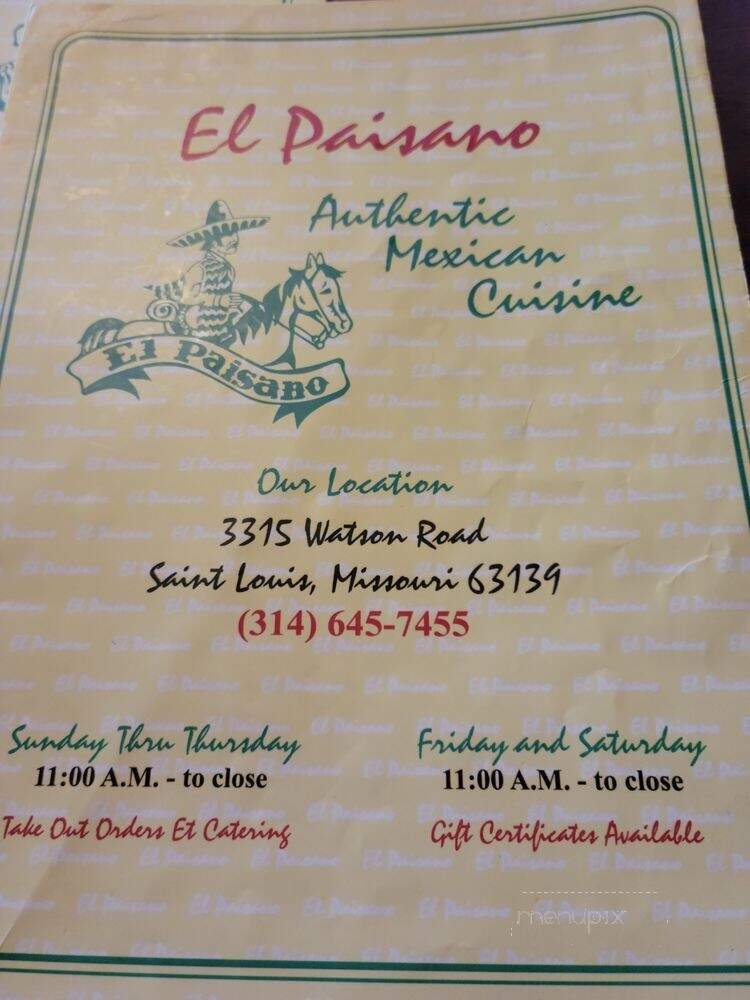 El Paisano
Authentic
Mexican
Cuisine
El Paisano
Our Location
3315 Watson Road
Saint Louis, Missouri 63139
(314) 645-7455
Sunday Thru Thursday
11:00 A.M. - to close
Take Out Orders Et Catering
Friday and Saturday
11:00 A.M. - to close
Gift Certificates Available
menupix